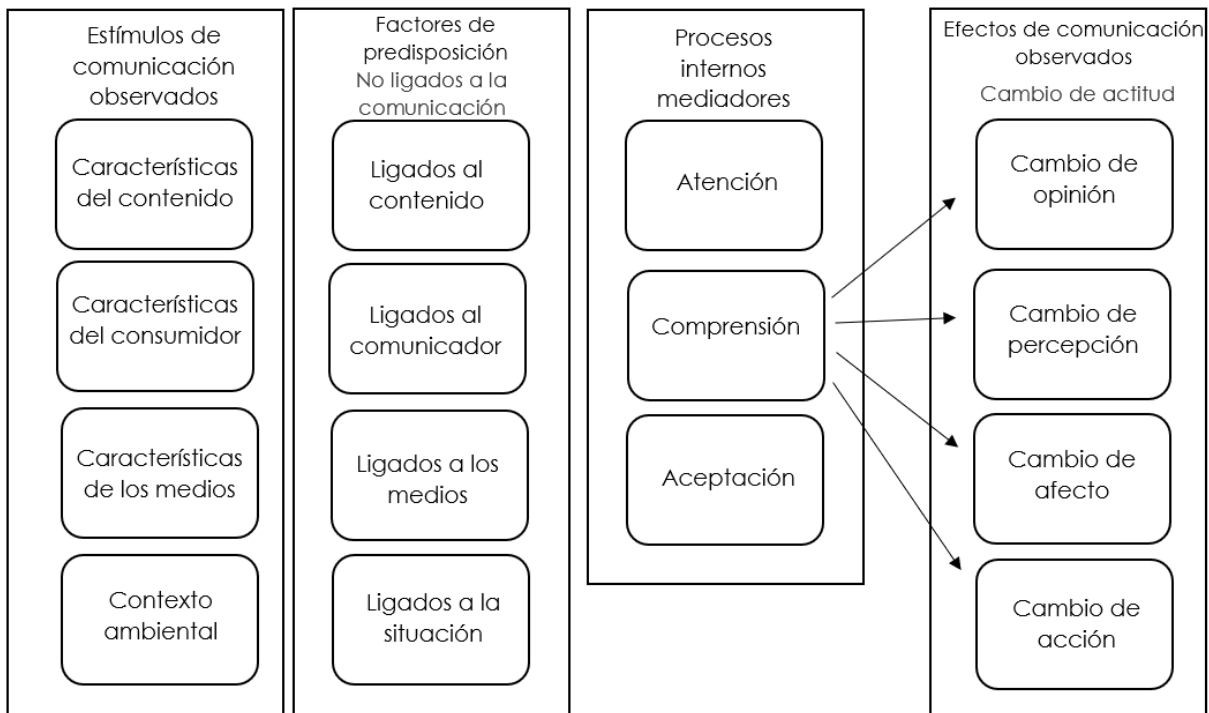 Estímulos de
comunicación
observados
Características
del contenido
Características
del consumidor
Características
de los medios
Contexto
ambiental
Factores de
predisposición
No ligados a la
comunicación
Ligados al
contenido
Ligados al
comunicador
Ligados a los
medios
Ligados a la
situación
Procesos
internos
mediadores
Atención
Comprensión
Aceptación
Efectos de comunicación
observados
Cambio de actitud
Cambio de
opinión
Cambio de
percepción
Cambio de
afecto
Cambio de
acción